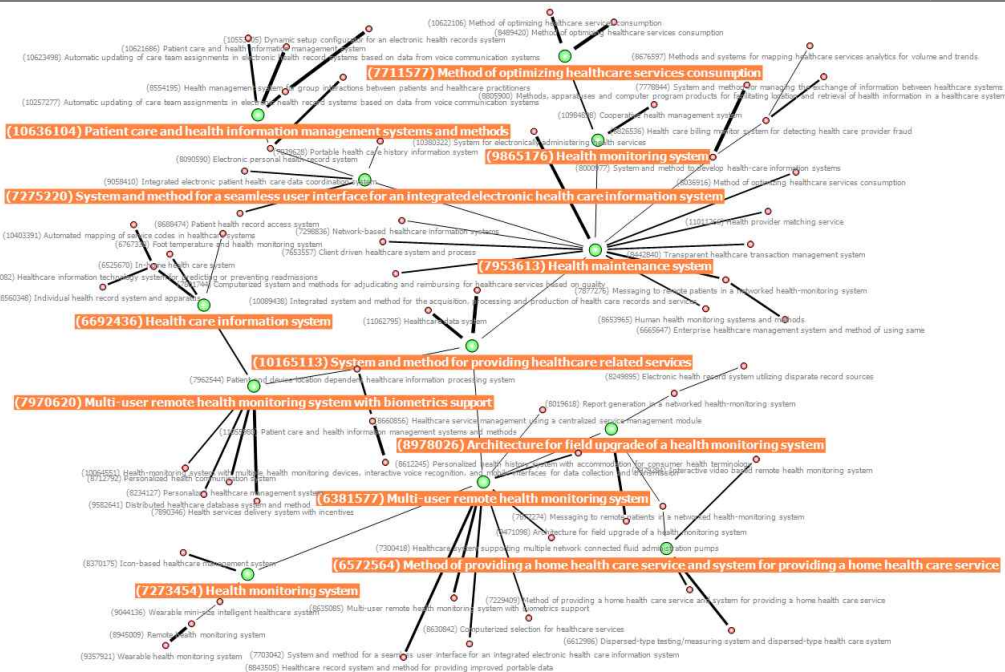 (10622106) Method of optimizing healthcare services consumption
(8489420) Method of optimizing healthcare services consumption
Dynamic setup configurator for an electronic health records system
(10621686) Patient care and health information management system
(10623498) Automatic updating of care team assignments in electronic health record systems based on data from voice communication systems
(8676597) Methods and systems for mapping healthcare services analytics for volume and trends
(7711577) Method of optimizing healthcare services consumption
(8554195) Health management system for group interactions between patients and healthcare practitioners
(7778844) System and method for managing the exchange of information between healthcare systems
(8805900) Methods, apparatuses and computer program products for facilitating location and retrieval of health information in a healthcare system
(10257277) Automatic updating of care team assignments in electronic health record systems based on data from voice communication systems
Cooperative health management system
(10636104) Patient care and health information management systems and methods
Health care billing monitor system for detecting health care provider fraud
(10380322) System for electronically administering health services
Portable health care history information system
(8090590) Electronic personal health record system
(9865176) Health monitoring system
System and method to develop health-care information systems
(9058410) Integrated electronic patient health care data coordination system
(8036916) Method of optimizing healthcare services consumption
(7275220) System and method for a seamless user interface for an integrated electronic health care information system
(8689474) Patient health record access system
Health provider matching service
(10403391) Automated mapping of service codes in healthcare systems
(7298836) Network-based healthcare information systems
Foot temperature and health monitoring system
(7653557) Client driven healthcare system and process
(8442840) Transparent healthcare transaction management system
(6525670) In-home health care system
(7953613) Health maintenance system
082) Healthcare information technology system for predicting or preventing readmissions
Computerized systems and methods for adjudicating and reimbursing for healthcare services based on quality
(7877276) Messaging to remote patients in a networked health-monitoring system
8560348) Individual health record system and apparatus
(10089438) Integrated system and method for the acquisition, processing and production of health care records and services
(8653965) Human health monitoring systems and methods
(6692436) Health care information system
(11062795) Healthcare data system
(6665647) Enterprise healthcare management system and method of using same
(10165113) System and method for providing healthcare related services
(7962544) Patient and device location dependent healthcare information processing system
(8249895) Electronic health record system utilizing disparate record sources
(7970620) Multi-user remote health monitoring system with biometrics support
(8019618) Report generation in a networked health-monitoring system
(8660856) Healthcare service management using a centralized service management module
Patient care and health information management systems and methods
(8978026) Architecture for field upgrade of a health monitoring system
(8612245) Personalized health history system with accommodation for consumer health terminology
(10064551) Health-monitoring system with multiple health monitoring devices, interactive voice recognition, and mobile interfaces for data collection and transmission
Interactive video based remote health monitoring system
(8712792) Personalized health communication system
(8234127) Personalized healthcare management system
(6381577) Multi-user remote health monitoring system
(9582641) Distributed healthcare database system and method
(7890346) Health services delivery system with incentives
Messaging to remote patients in a networked health-monitoring system
Architecture for field upgrade of a health monitoring system
(7300418) Healthcare system supporting multiple network connected fluid administration pumps
(8370175) Icon-based healthcare management system
(6572564) Method of providing a home health care service and system for providing a home health care service
(7273454) Health monitoring system
(7229409) Method of providing a home health care service and system for providing a home health care service
(9044136) Wearable mini-size intelligent healthcare system
(8635085) Multi-user remote health monitoring system with biometrics support
(8630842) Computerized selection for healthcare services
(8945009) Remote health monitoring system
(6612986) Dispersed-type testing/measuring system and dispersed-type health care system
(9357921) Wearable health monitoring system
(7703042) System and method for a seamless user interface for an integrated electronic health care information system
(8843505) Healthcare record system and method for providing improved portable data